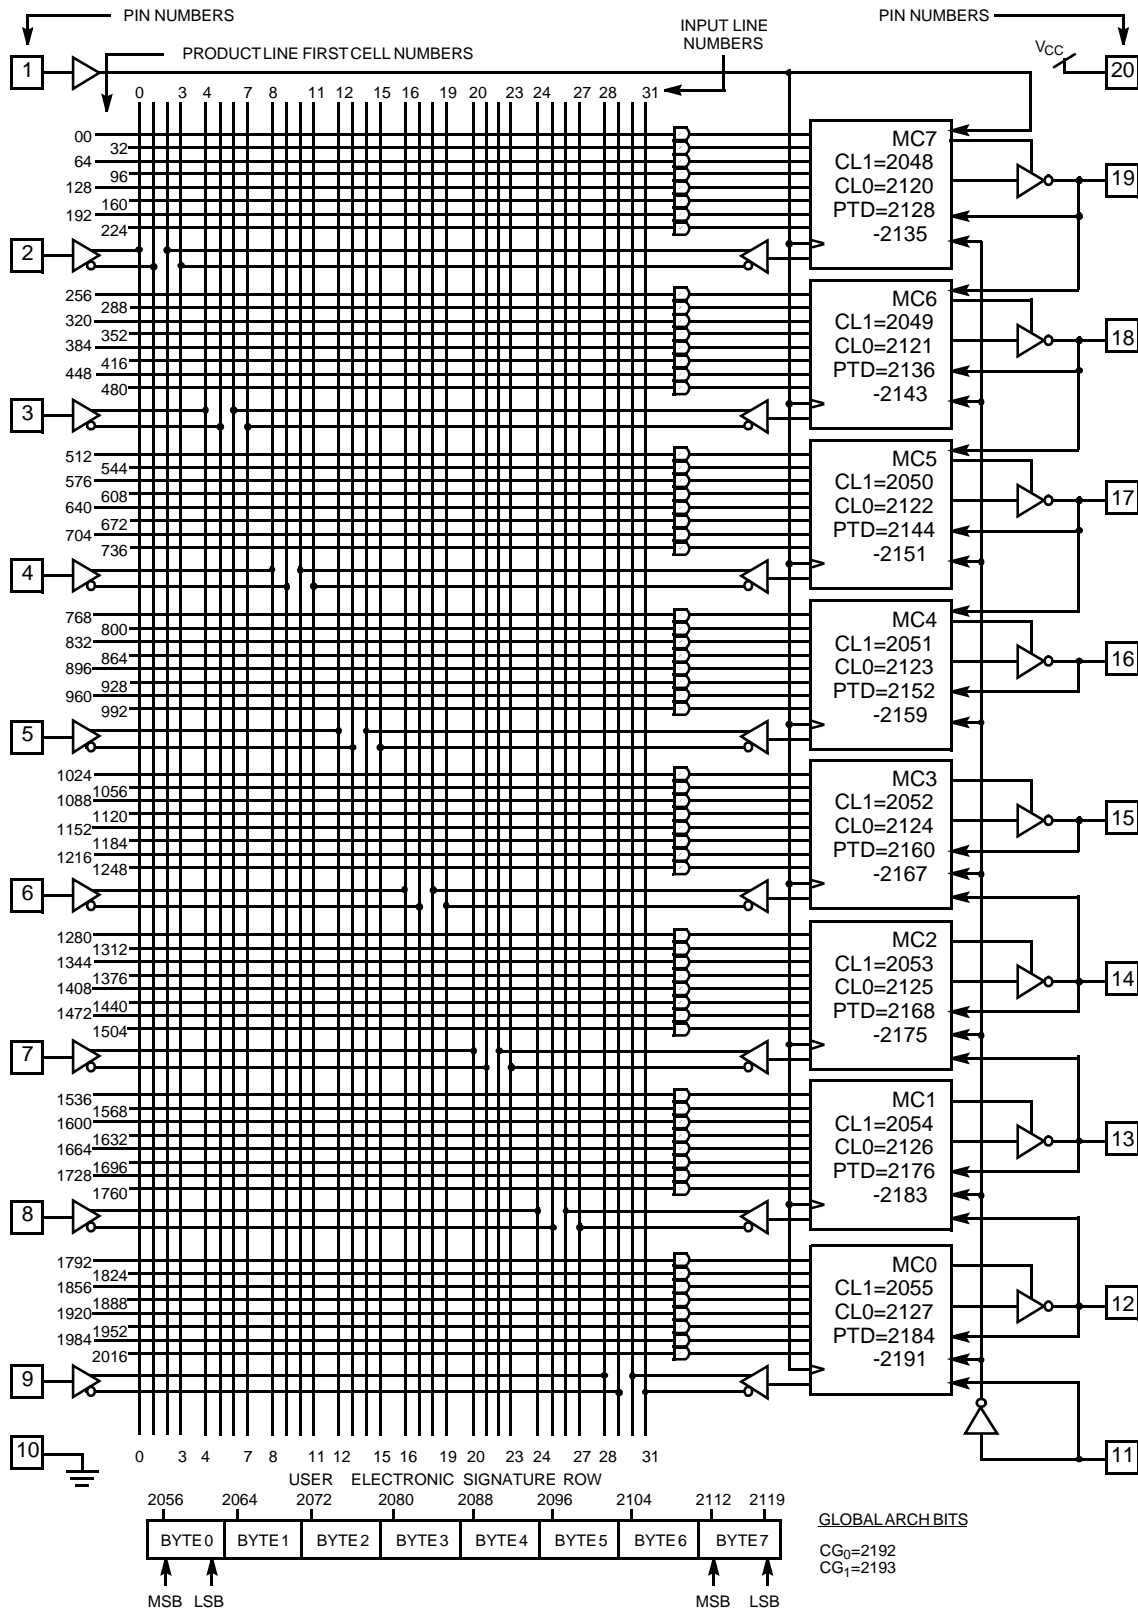 PIN NUMBERS
PRODUCT LINE FIRST CELL NUMBERS
INPUT LINE
NUMBERS
PIN NUMBERS
VCC
1
20
0 3 4 7 8 11 12 15 16 19 20 23 24 27 28 31
00
32
64
96
128
160
192
224
MC7
CL1=2048
CL0=2120
PTD=2128
-2135
19
2
256
288
320
352
384
416
448
480
MC6
CL1=2049
CL0=2121
PTD=2136
-2143
18
3
512
544
576
608
640
672
704
736
MC5
CL1=2050
CL0=2122
PTD=2144
-2151
17
4
768
800
832
864
896
928
960
992
MC4
CL1=2051
CL0=2123
PTD=2152
-2159
16
5
1024
1056
1088
1120
1152
1184
1216
1248
MC3
CL1=2052
CL0=2124
PTD=2160
-2167
15
6
1280
1312
1344
1376
1408
1440
1472
1504
MC2
CL1=2053
CL0=2125
PTD=2168
-2175
14
7
1536
1568
1600
1632
1664
1696
1728
1760
MC1
CL1=2054
CL0=2126
PTD=2176
-2183
13
8
1792
1824
1856
1888
1920
1952
1984
2016
MC0
CL1=2055
CL0=2127
PTD=2184
-2191
12
9
10
11
0 3 4 7 8 11 12 15 16 19 20 23 24 27 28 31
USER ELECTRONIC SIGNATURE ROW
2056 2064 2072 2080 2088 2096 2104 2112 2119
BYTE 0 BYTE 1 BYTE 2 BYTE 3 BYTE 4 BYTE 5 BYTE 6 BYTE 7
MSB LSB MSB LSB
GLOBAL ARCH BITS
CG0=2192
CG1=2193